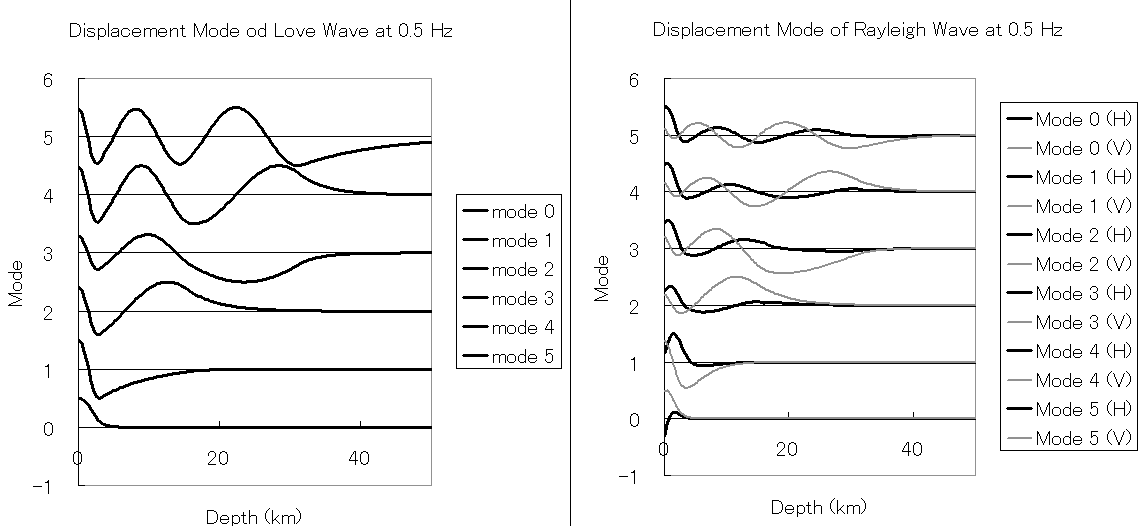 Displacement Mode od Love Wave at 0.5 Hz
6
5
4
3
2
1
0
-1
0
20
40
Mode
Depth (km)
mode 0
mode 1
mode 2
mode 3
mode 4
mode 5
Displacement Mode of Rayleigh Wave at 0.5 Hz
6
5
4
3
2
1
0
-1
0
20
40
Mode
Depth (km)
Mode 0 (H)
Mode 0 (V)
Mode 1 (H)
Mode 1 (V)
Mode 2 (H)
Mode 2 (V)
Mode 3 (H)
Mode 3 (V)
Mode 4 (H)
Mode 4 (V)
Mode 5 (H)
Mode 5 (V)